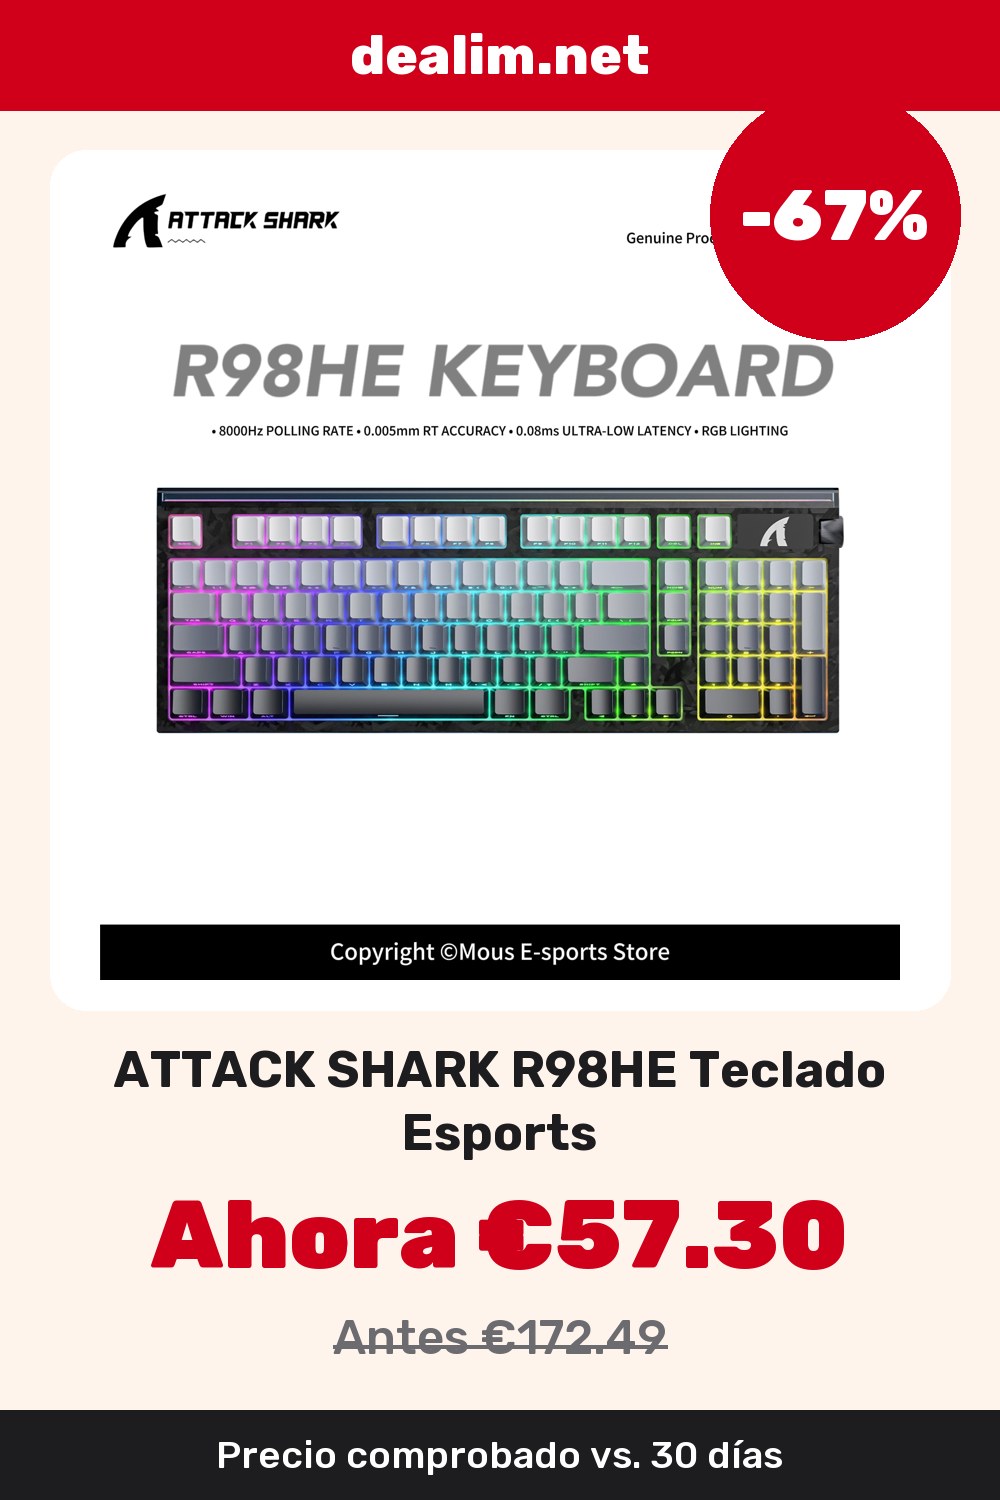 dealim.net
-67%
ATTACK SHARK
Genuine
R98HE KEYBOARD
• 8000Hz POLLING RATE • 0.005mm RT ACCURACY • 0.08ms ULTRA-LOW LATENCY • RGB LIGHTING
Copyright ©Mous E-sports Store
ATTACK SHARK R98HE Teclado
Esports
Ahora €57.30
Antes €172.49
Precio comprobado vs. 30 días